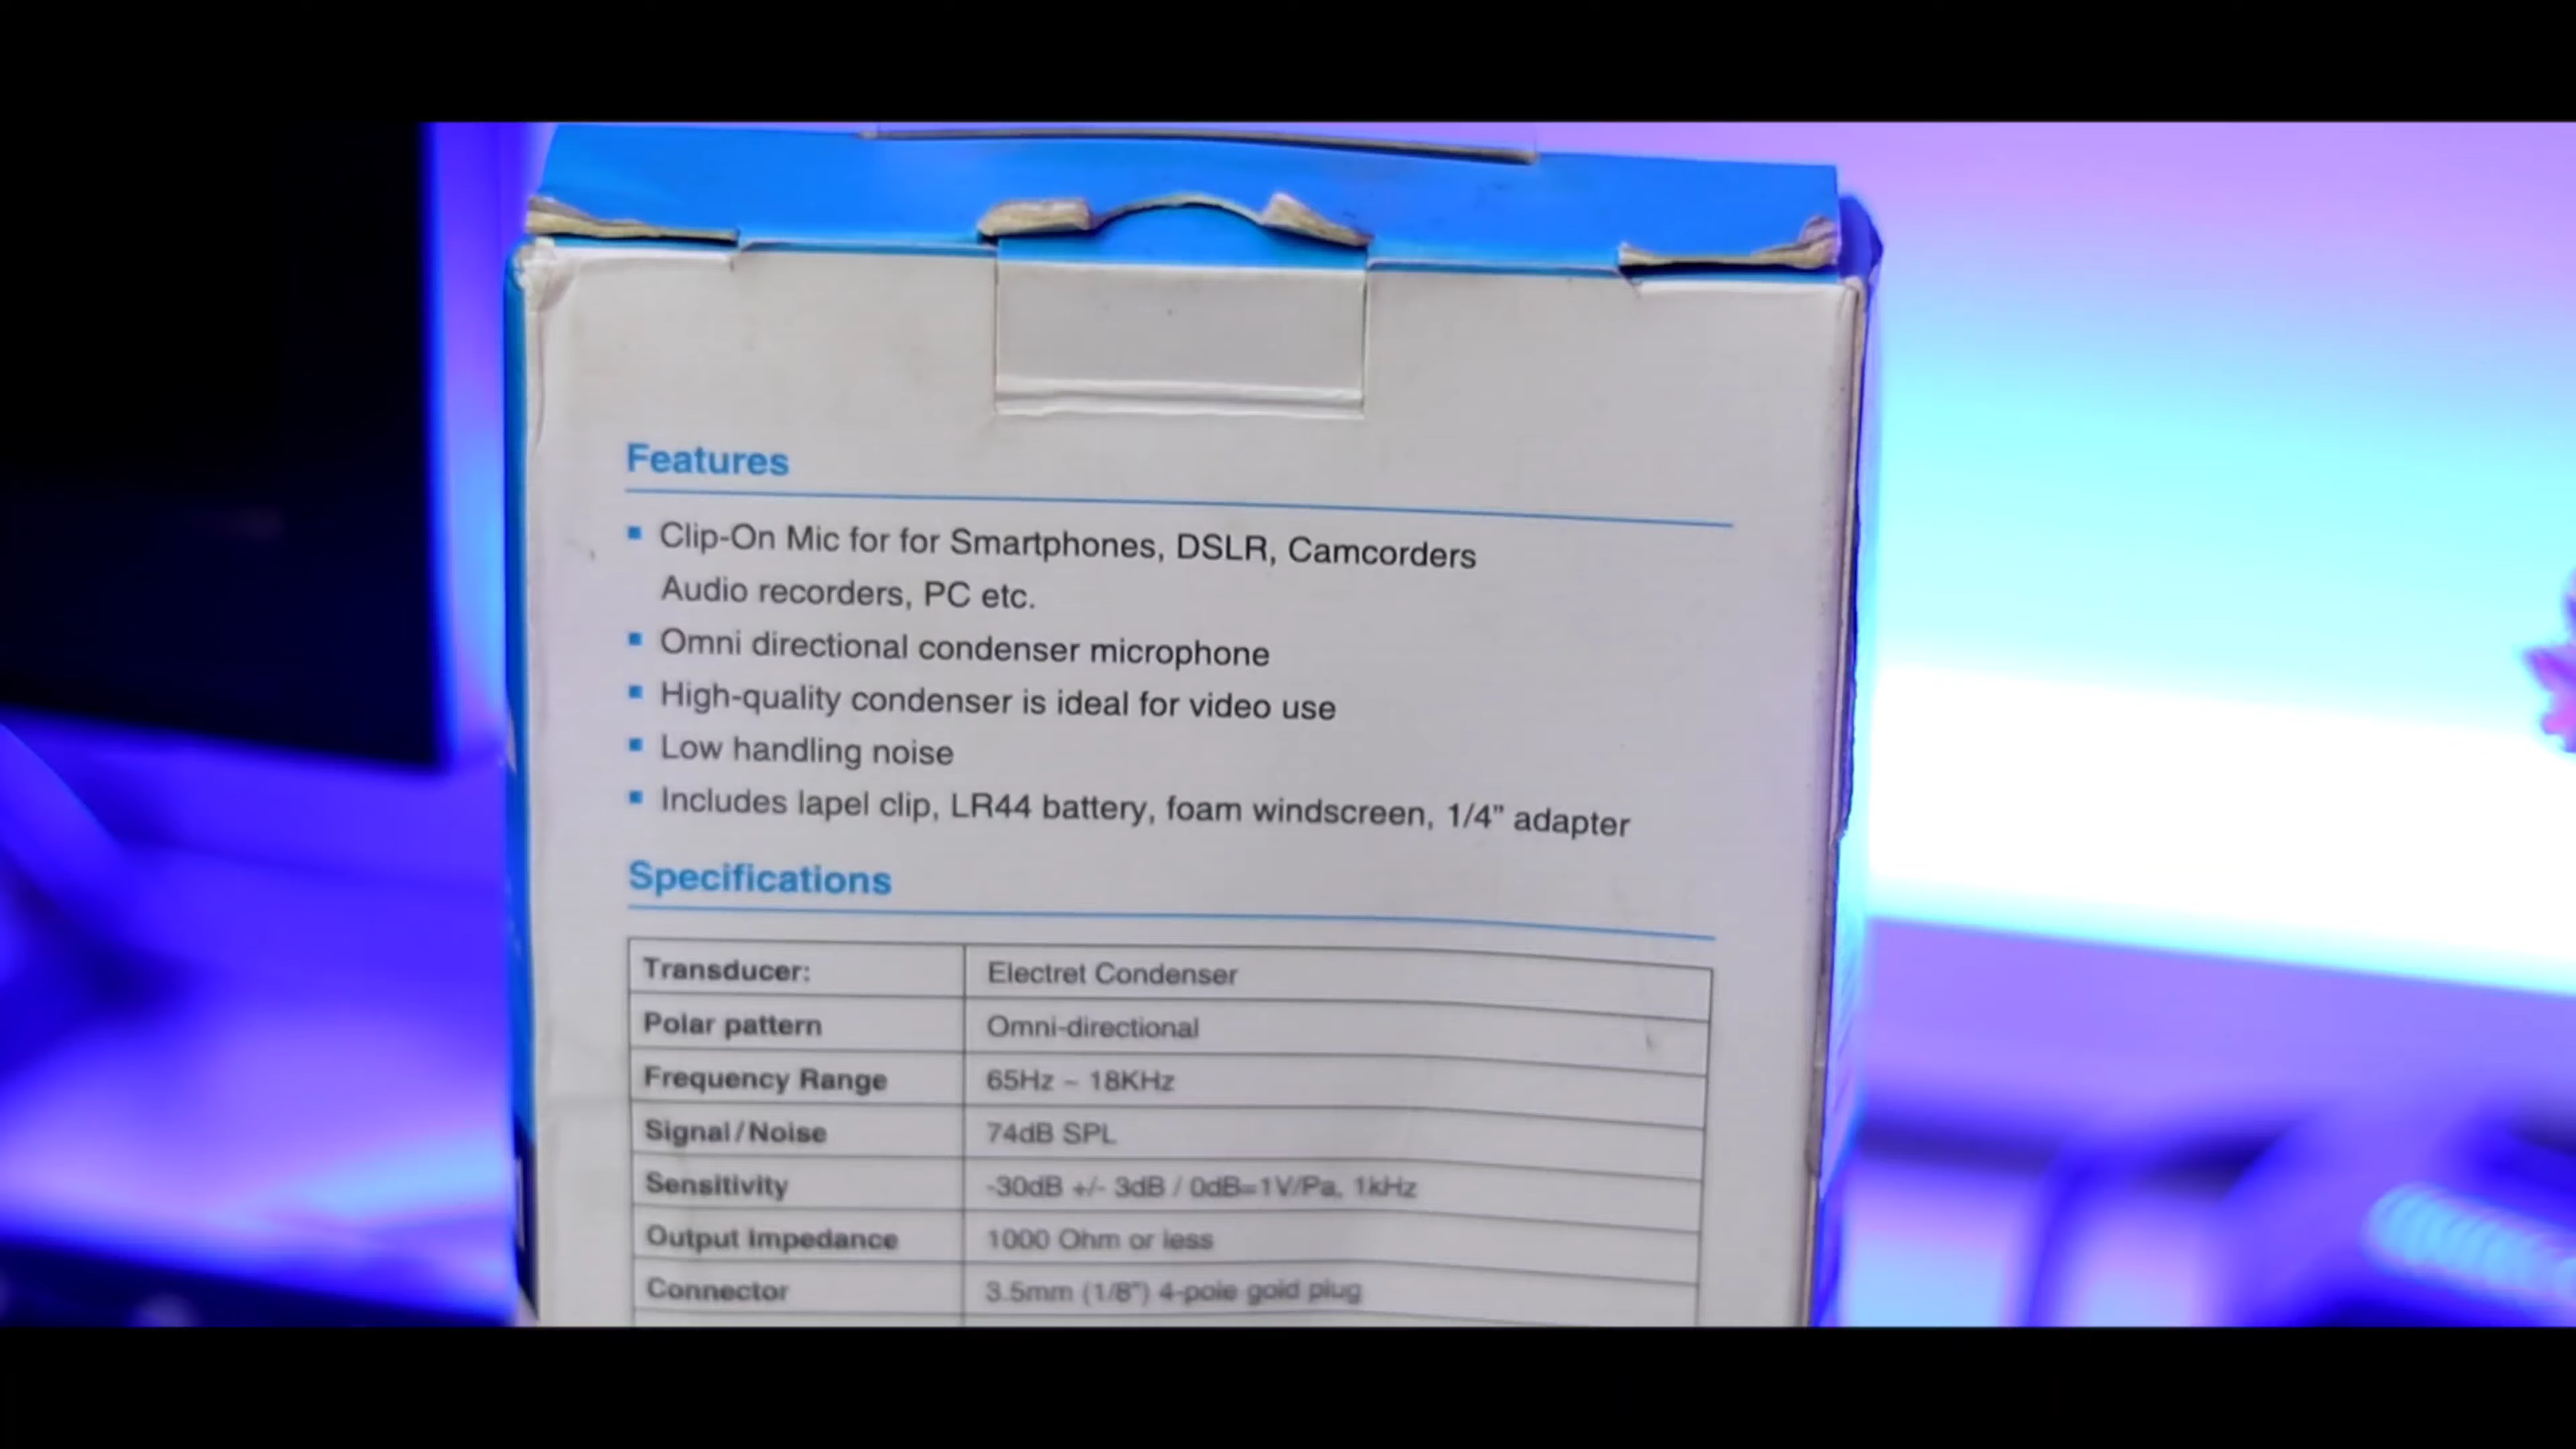 Features
▪ Clip-On Mic for for Smartphones, DSLR, Camcorders
Audio recorders, PC etc.
▪ Omni directional condenser microphone
▪ High-quality condenser is ideal for video use
▪ Low handling noise
▪ Includes lapel clip, LR44 battery, foam windscreen, 1/4” adapter
Specifications
Transducer: Electret Condenser
Polar pattern Omni-directional
Frequency Range 65Hz ~ 18KHz
Signal/Noise 74dB SPL
Sensitivity -30dB +/- 3dB / 0dB=1V/Pa, 1kHz
Output impedance 1000 Ohm or less
Connector 3.5mm (1/8") 4-pole gold plug